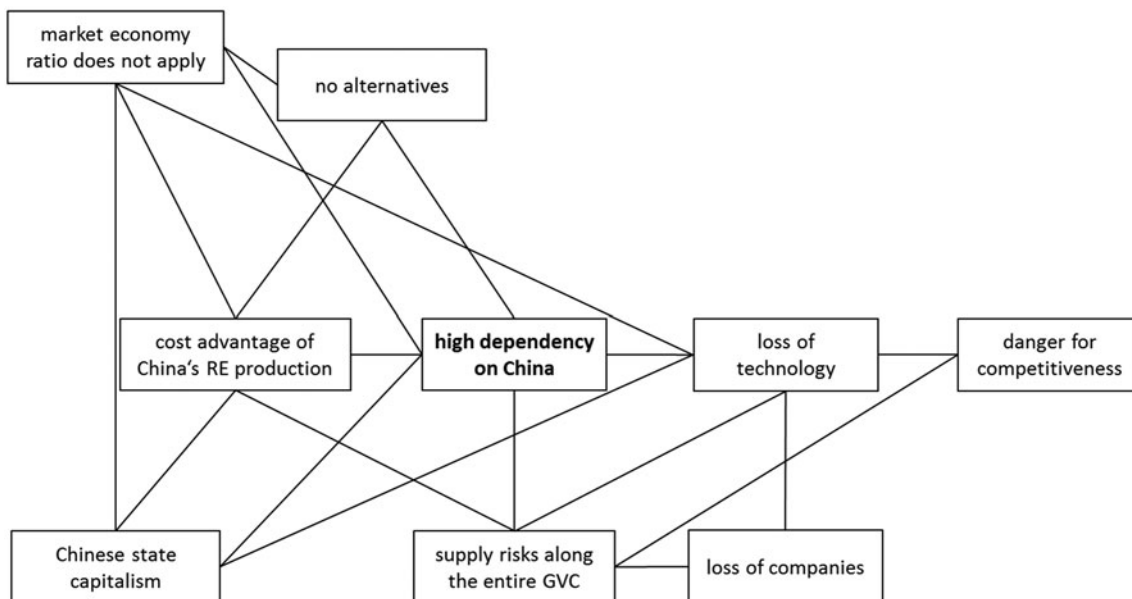 market economy
ratio does not apply
no alternatives
cost advantage of
China‘s RE production
high dependency
on China
loss of
technology
danger for
competitiveness
Chinese state
capitalism
supply risks along
the entire GVC
loss of companies